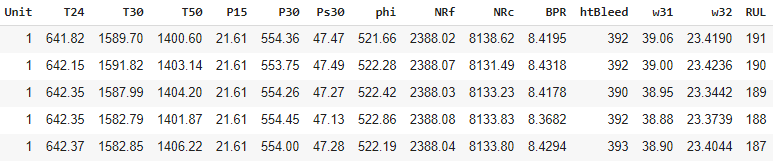 Unit T24 T30 T50 P15 P30 Ps30 phi NRf NRc BPR htBleed w31 w32 RUL
1 641.82 1589.70 1400.60 21.61 554.36 47.47 521.66 2388.02 8138.62 8.4195 392 39.06 23.4190 191
1 642.15 1591.82 1403.14 21.61 553.75 47.49 522.28 2388.07 8131.49 8.4318 392 39.00 23.4236 190
1 642.35 1587.99 1404.20 21.61 554.26 47.27 522.42 2388.03 8133.23 8.4178 390 38.95 23.3442 189
1 642.35 1582.79 1401.87 21.61 554.45 47.13 522.86 2388.08 8133.83 8.3682 392 38.88 23.3739 188
1 642.37 1582.85 1406.22 21.61 554.00 47.28 522.19 2388.04 8133.80 8.4294 393 38.90 23.4044 187